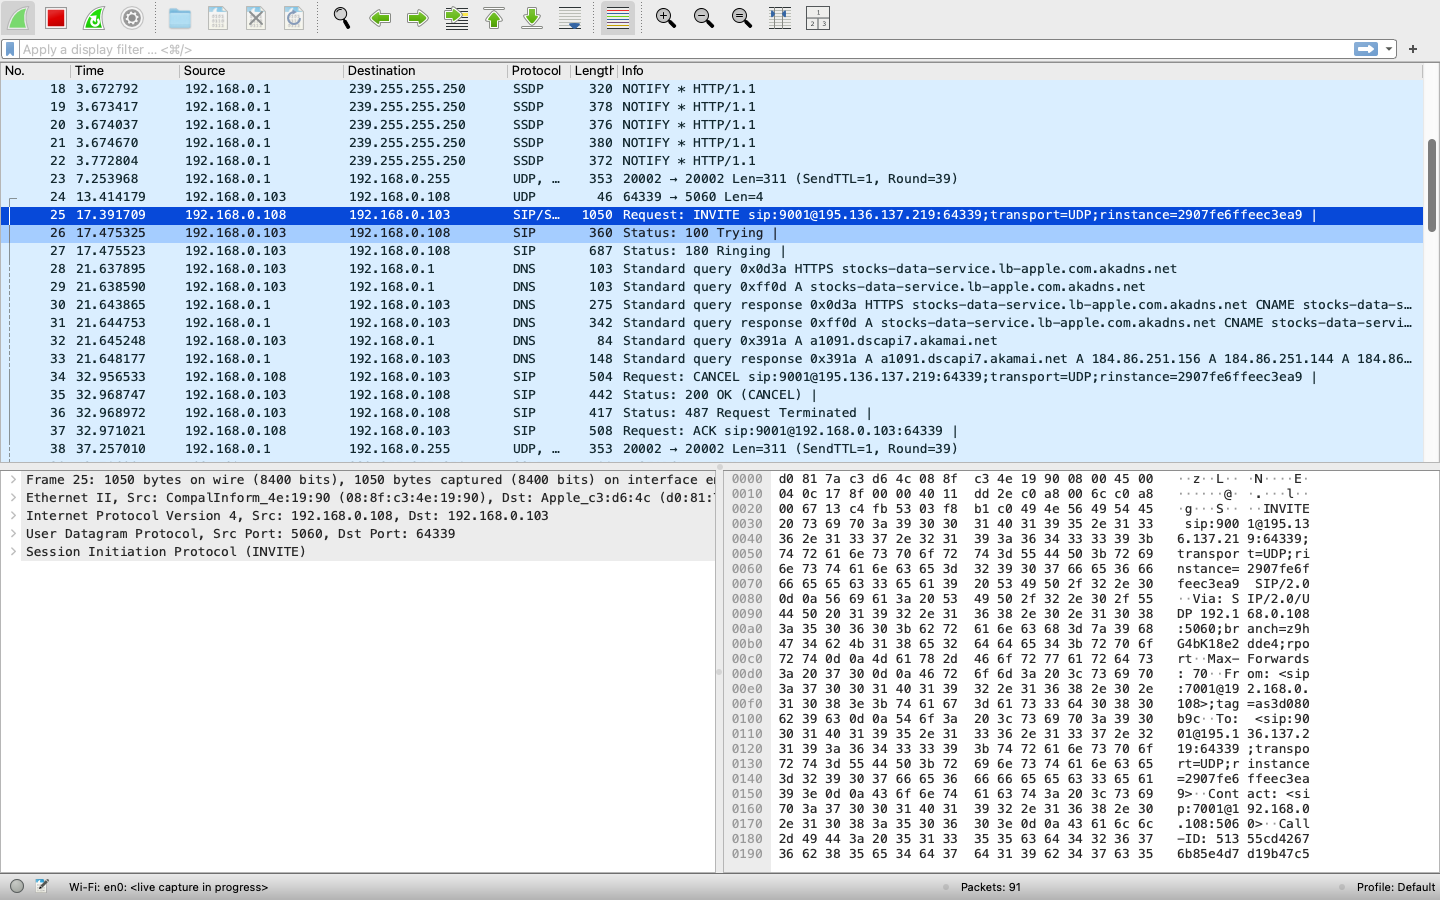 Apply a display filter ... <⌘/>
+
No. Time Source Destination Protocol Length Info
18 3.672792 192.168.0.1 239.255.255.250 SSDP 320 NOTIFY * HTTP/1.1
19 3.673417 192.168.0.1 239.255.255.250 SSDP 378 NOTIFY * HTTP/1.1
20 3.674037 192.168.0.1 239.255.255.250 SSDP 376 NOTIFY * HTTP/1.1
21 3.674670 192.168.0.1 239.255.255.250 SSDP 380 NOTIFY * HTTP/1.1
22 3.772804 192.168.0.1 239.255.255.250 SSDP 372 NOTIFY * HTTP/1.1
23 7.253968 192.168.0.1 192.168.0.255 UDP, … 353 20002 → 20002 Len=311 (SendTTL=1, Round=39)
24 13.414179 192.168.0.103 192.168.0.108 UDP 46 64339 → 5060 Len=4
25 17.391709 192.168.0.108 192.168.0.103 SIP/S… 1050 Request: INVITE sip:9001@195.136.137.219:64339;transport=UDP;rinstance=2907fe6ffeec3ea9 |
26 17.475325 192.168.0.103 192.168.0.108 SIP 360 Status: 100 Trying |
27 17.475523 192.168.0.103 192.168.0.108 SIP 687 Status: 180 Ringing |
28 21.637895 192.168.0.103 192.168.0.1 DNS 103 Standard query 0x0d3a HTTPS stocks-data-service.lb-apple.com.akadns.net
29 21.638590 192.168.0.103 192.168.0.1 DNS 103 Standard query 0xff0d A stocks-data-service.lb-apple.com.akadns.net
30 21.643865 192.168.0.1 192.168.0.103 DNS 275 Standard query response 0x0d3a HTTPS stocks-data-service.lb-apple.com.akadns.net CNAME stocks-data-s…
31 21.644753 192.168.0.1 192.168.0.103 DNS 342 Standard query response 0xff0d A stocks-data-service.lb-apple.com.akadns.net CNAME stocks-data-servi…
32 21.645248 192.168.0.103 192.168.0.1 DNS 84 Standard query 0x391a A a1091.dscapi7.akamai.net
33 21.648177 192.168.0.1 192.168.0.103 DNS 148 Standard query response 0x391a A a1091.dscapi7.akamai.net A 184.86.251.156 A 184.86.251.144 A 184.86…
34 32.956533 192.168.0.108 192.168.0.103 SIP 504 Request: CANCEL sip:9001@195.136.137.219:64339;transport=UDP;rinstance=2907fe6ffeec3ea9 |
35 32.968747 192.168.0.103 192.168.0.108 SIP 442 Status: 200 OK (CANCEL) |
36 32.968972 192.168.0.103 192.168.0.108 SIP 417 Status: 487 Request Terminated |
37 32.971021 192.168.0.108 192.168.0.103 SIP 508 Request: ACK sip:9001@192.168.0.103:64339 |
38 37.257010 192.168.0.1 192.168.0.255 UDP, … 353 20002 → 20002 Len=311 (SendTTL=1, Round=39)
Frame 25: 1050 bytes on wire (8400 bits), 1050 bytes captured (8400 bits) on interface en
Ethernet II, Src: CompalInform_4e:19:90 (08:8f:c3:4e:19:90), Dst: Apple_c3:d6:4c (d0:81:
Internet Protocol Version 4, Src: 192.168.0.108, Dst: 192.168.0.103
User Datagram Protocol, Src Port: 5060, Dst Port: 64339
Session Initiation Protocol (INVITE)
0000 d0 81 7a c3 d6 4c 08 8f c3 4e 19 90 08 00 45 00 ··z··L·· ·N····E·
0010 04 0c 17 8f 00 00 40 11 dd 2e c0 a8 00 6c c0 a8 ······@· ·.···l··
0020 00 67 13 c4 fb 53 03 f8 b1 c0 49 4e 56 49 54 45 ·g···S·· ··INVITE
0030 20 73 69 70 3a 39 30 30 31 40 31 39 35 2e 31 33 sip:900 1@195.13
0040 36 2e 31 33 37 2e 32 31 39 3a 36 34 33 33 39 3b 6.137.21 9:64339;
0050 74 72 61 6e 73 70 6f 72 74 3d 55 44 50 3b 72 69 transpor t=UDP;ri
0060 6e 73 74 61 6e 63 65 3d 32 39 30 37 66 65 36 66 nstance= 2907fe6f
0070 66 65 65 63 33 65 61 39 20 53 49 50 2f 32 2e 30 feec3ea9 SIP/2.0
0080 0d 0a 56 69 61 3a 20 53 49 50 2f 32 2e 30 2f 55 ··Via: S IP/2.0/U
0090 44 50 20 31 39 32 2e 31 36 38 2e 30 2e 31 30 38 DP 192.1 68.0.108
00a0 3a 35 30 36 30 3b 62 72 61 6e 63 68 3d 7a 39 68 :5060;br anch=z9h
00b0 47 34 62 4b 31 38 65 32 64 64 65 34 3b 72 70 6f G4bK18e2 dde4;rpo
00c0 72 74 0d 0a 4d 61 78 2d 46 6f 72 77 61 72 64 73 rt··Max- Forwards
00d0 3a 20 37 30 0d 0a 46 72 6f 6d 3a 20 3c 73 69 70 : 70··Fr om: <sip
00e0 3a 37 30 30 31 40 31 39 32 2e 31 36 38 2e 30 2e :7001@19 2.168.0.
00f0 31 30 38 3e 3b 74 61 67 3d 61 73 33 64 30 38 30 108>;tag =as3d080
0100 62 39 63 0d 0a 54 6f 3a 20 3c 73 69 70 3a 39 30 b9c··To: <sip:90
0110 30 31 40 31 39 35 2e 31 33 36 2e 31 33 37 2e 32 01@195.1 36.137.2
0120 31 39 3a 36 34 33 33 39 3b 74 72 61 6e 73 70 6f 19:64339 ;transpo
0130 72 74 3d 55 44 50 3b 72 69 6e 73 74 61 6e 63 65 rt=UDP;r instance
0140 3d 32 39 30 37 66 65 36 66 66 65 65 63 33 65 61 =2907fe6 ffeec3ea
0150 39 3e 0d 0a 43 6f 6e 74 61 63 74 3a 20 3c 73 69 9>··Cont act: <si
0160 70 3a 37 30 30 31 40 31 39 32 2e 31 36 38 2e 30 p:7001@1 92.168.0
0170 2e 31 30 38 3a 35 30 36 30 3e 0d 0a 43 61 6c 6c .108:506 0>··Call
0180 2d 49 44 3a 20 35 31 33 35 35 63 64 34 32 36 37 -ID: 513 55cd4267
0190 36 62 38 35 65 34 64 37 64 31 39 62 34 37 63 35 6b85e4d7 d19b47c5
Wi-Fi: en0: <live capture in progress> Packets: 91 Profile: Default